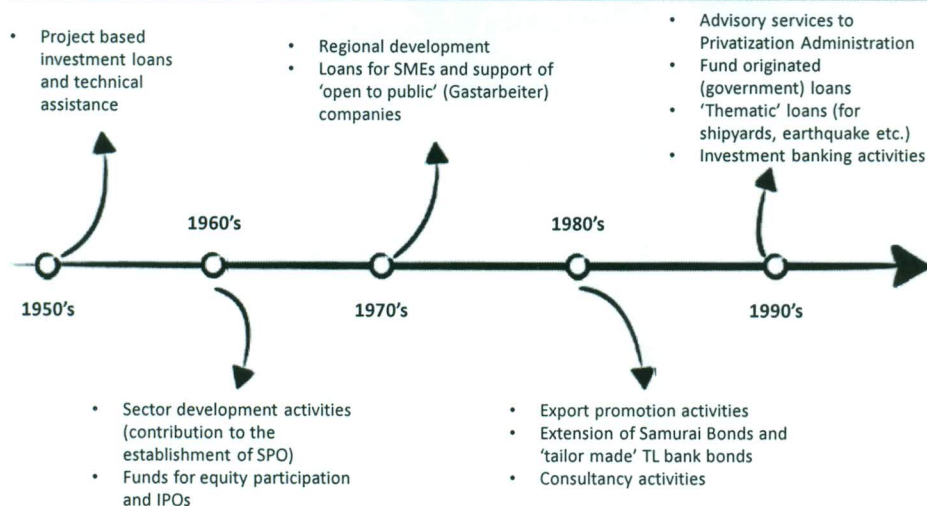 • Project based
investment loans
and technical
assistance
• Regional development
• Loans for SMEs and support of
‘open to public’ (Gastarbeiter)
companies
• Advisory services to
Privatization Administration
• Fund originated
(government) loans
• ‘Thematic’ loans (for
shipyards, earthquake etc.)
• Investment banking activities
1960’s
1980’s
1950’s
1970’s
1990’s
• Sector development activities
(contribution to the
establishment of SPO)
• Funds for equity participation
and IPOs
• Export promotion activities
• Extension of Samurai Bonds and
‘tailor made’ TL bank bonds
• Consultancy activities